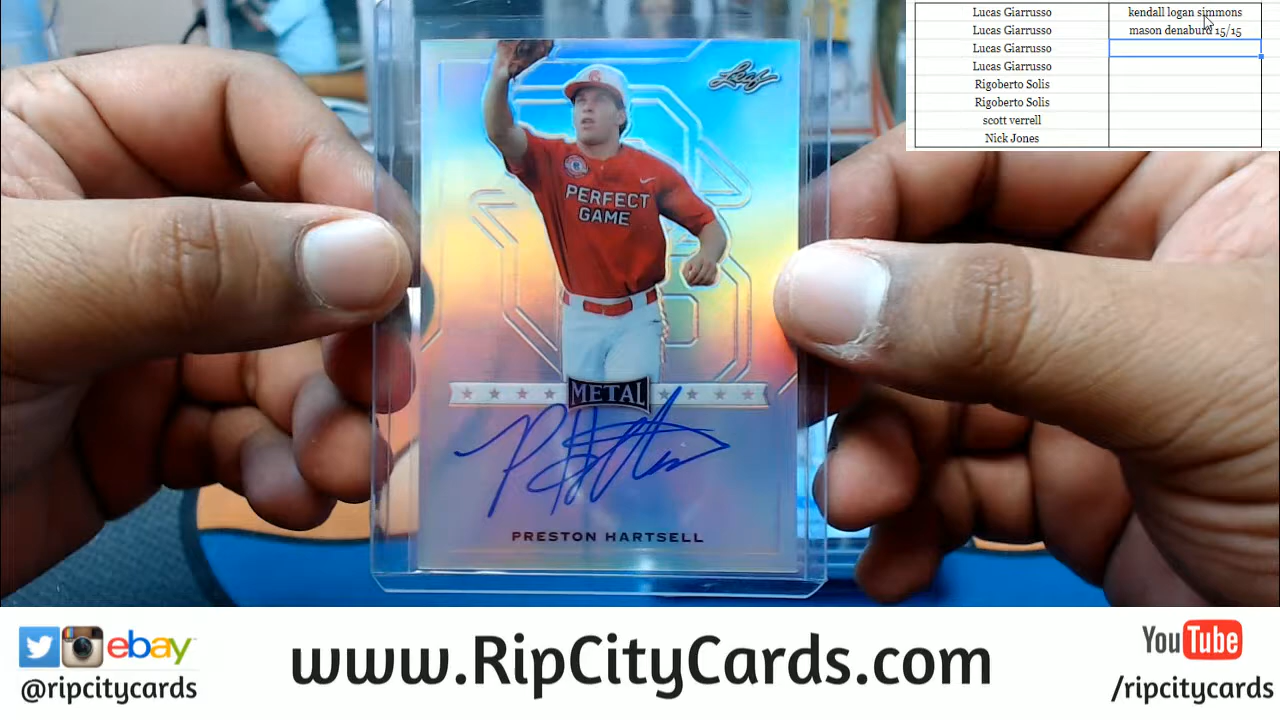 Lucas Giarrusso kendall logan simmons
Lucas Giarrusso mason denaburg 15/15
Lucas Giarrusso
Lucas Giarrusso
Rigoberto Solis
Rigoberto Solis
scott verrell
Nick Jones
Leaf
PERFECT
GAME
METAL
PRESTON HARTSELL
ebay
@ripcitycards
www.RipCityCards.com
YouTube
/ripcitycards